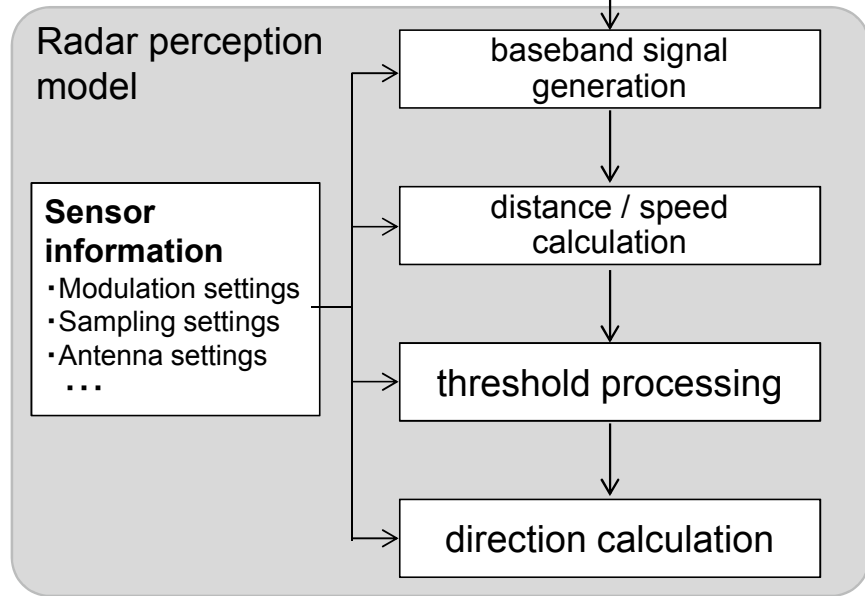 Radar perception
model
baseband signal
generation
Sensor
information
・Modulation settings
・Sampling settings
・Antenna settings
・・・
distance / speed
calculation
threshold processing
direction calculation